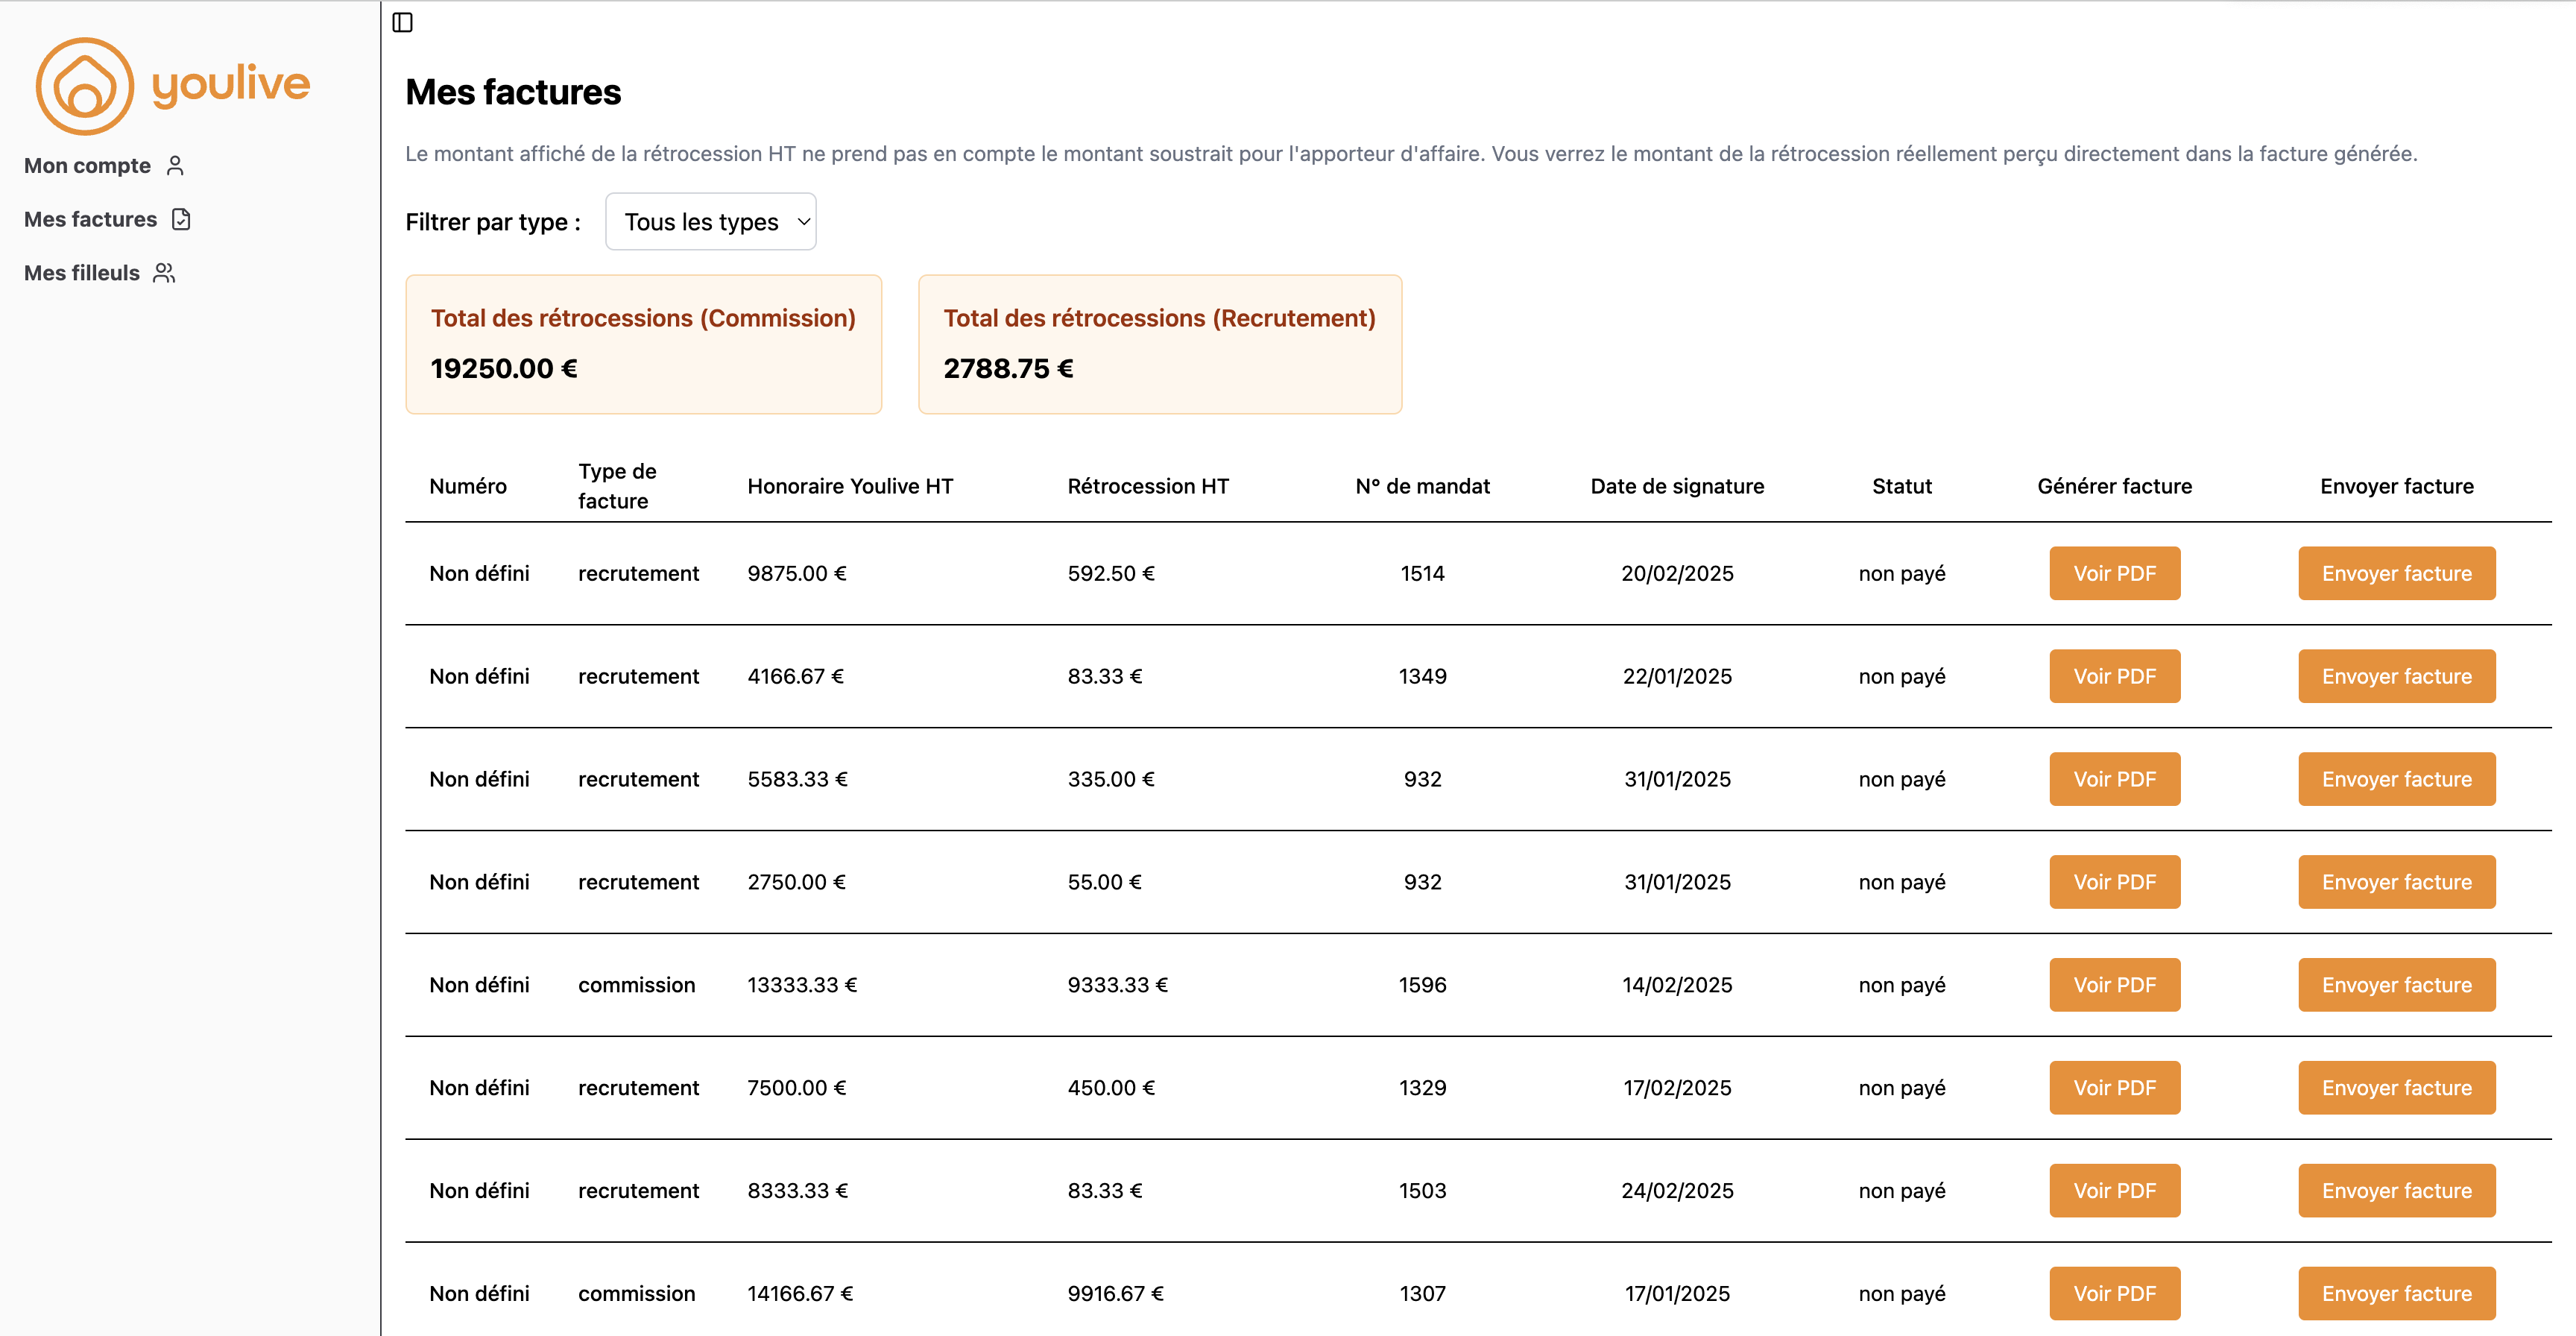 youlive
Mon compte
Mes factures
Mes filleuls
Mes factures
Le montant affiché de la rétrocession HT ne prend pas en compte le montant soustrait pour l'apporteur d'affaire. Vous verrez le montant de la rétrocession réellement perçu directement dans la facture générée.
Filtrer par type : Tous les types
Total des rétrocessions (Commission)
19250.00 €
Total des rétrocessions (Recrutement)
2788.75 €
Numéro Type de facture Honoraire Youlive HT Rétrocession HT N° de mandat Date de signature Statut Générer facture Envoyer facture
Non défini recrutement 9875.00 € 592.50 € 1514 20/02/2025 non payé Voir PDF Envoyer facture
Non défini recrutement 4166.67 € 83.33 € 1349 22/01/2025 non payé Voir PDF Envoyer facture
Non défini recrutement 5583.33 € 335.00 € 932 31/01/2025 non payé Voir PDF Envoyer facture
Non défini recrutement 2750.00 € 55.00 € 932 31/01/2025 non payé Voir PDF Envoyer facture
Non défini commission 13333.33 € 9333.33 € 1596 14/02/2025 non payé Voir PDF Envoyer facture
Non défini recrutement 7500.00 € 450.00 € 1329 17/02/2025 non payé Voir PDF Envoyer facture
Non défini recrutement 8333.33 € 83.33 € 1503 24/02/2025 non payé Voir PDF Envoyer facture
Non défini commission 14166.67 € 9916.67 € 1307 17/01/2025 non payé Voir PDF Envoyer facture